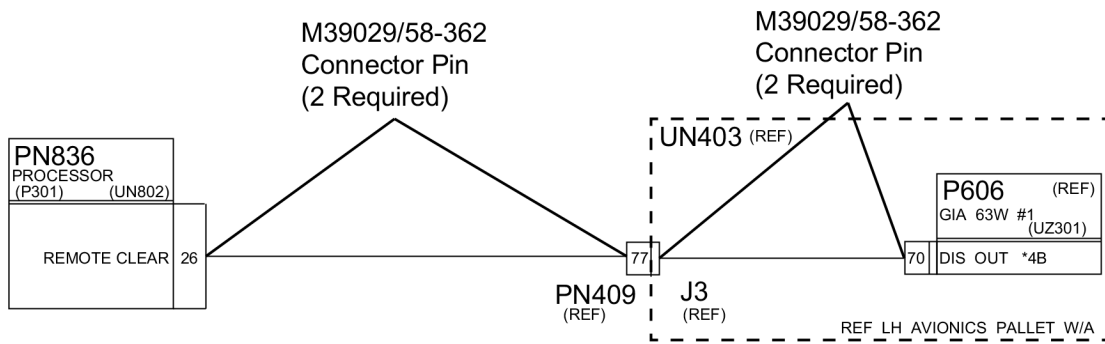 M39029/58-362
Connector Pin
(2 Required)
M39029/58-362
Connector Pin
(2 Required)
UN403 (REF)
PN836
PROCESSOR
(P301) (UN802)
P606 (REF)
GIA 63W #1
(UZ301)
REMOTE CLEAR 26
77
70 DIS OUT *4B
PN409
(REF)
J3
(REF)
REF LH AVIONICS PALLET W/A